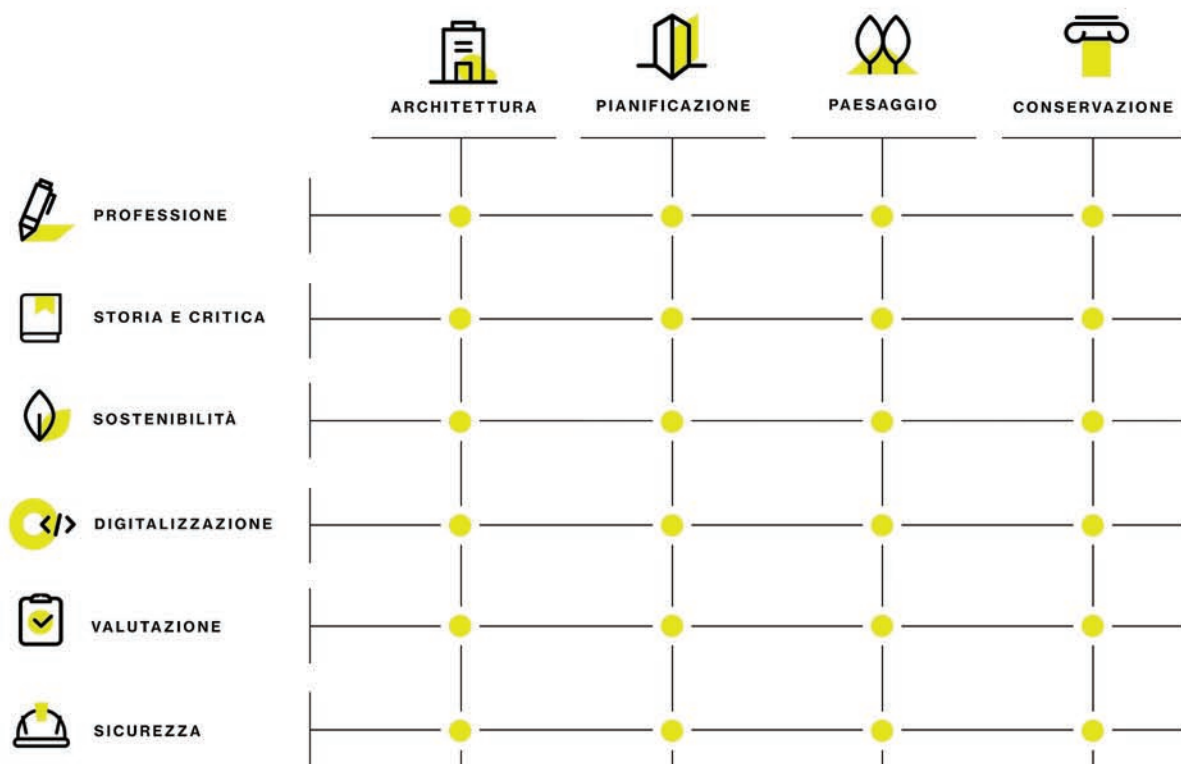 ARCHITETTURA PIANIFICAZIONE PAESAGGIO CONSERVAZIONE
PROFESSIONE
STORIA E CRITICA
SOSTENIBILITÀ
</> DIGITALIZZAZIONE
VALUTAZIONE
SICUREZZA